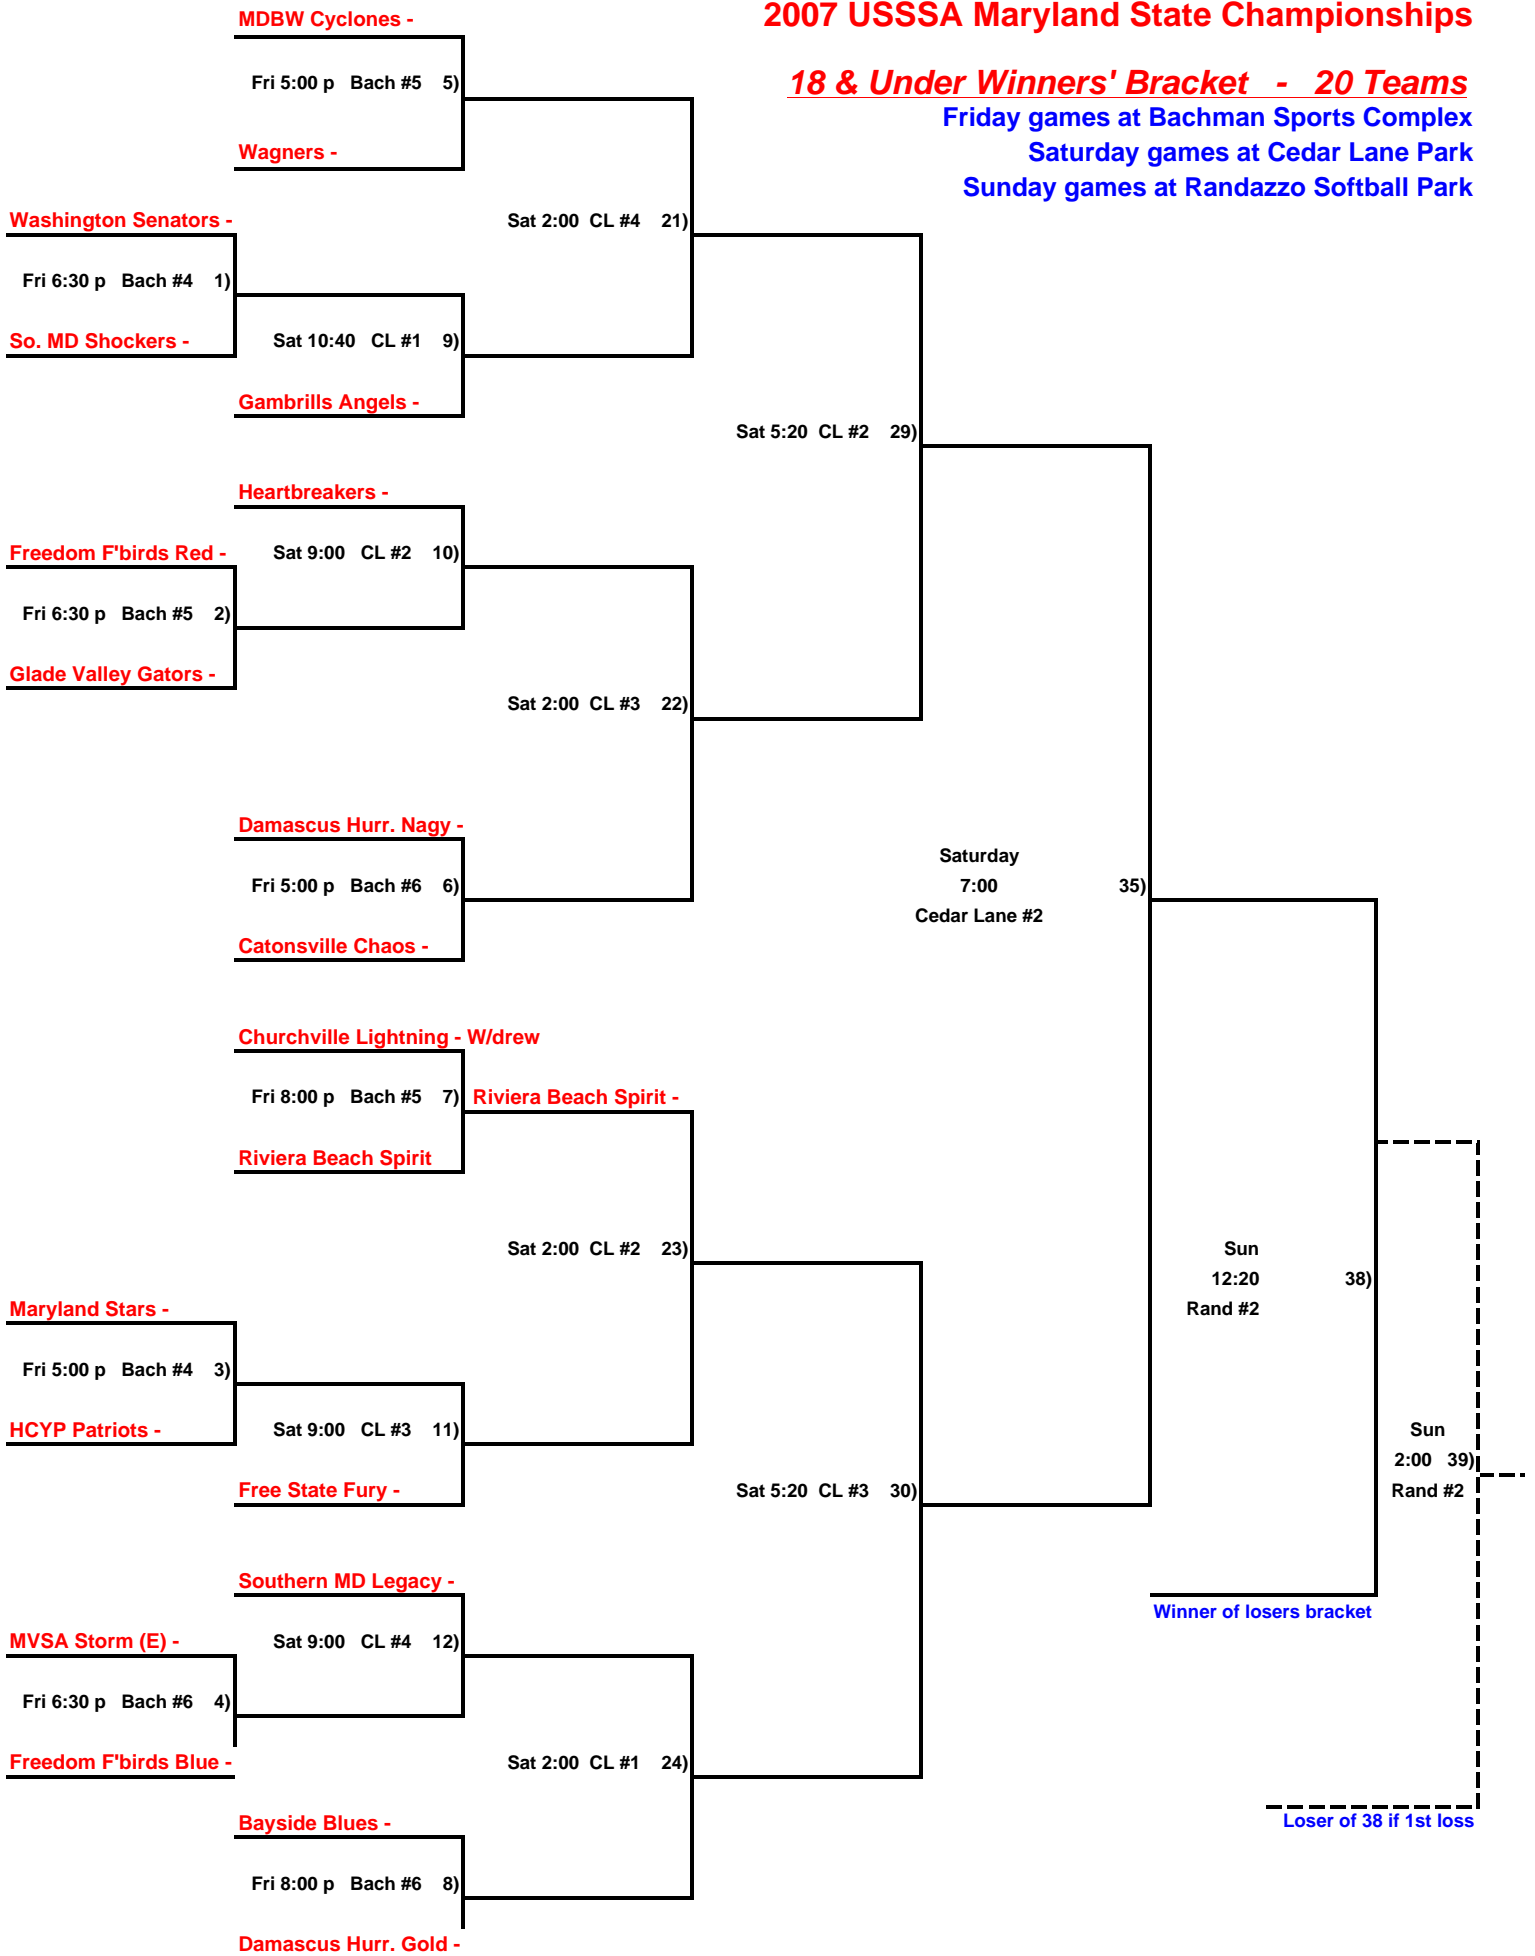 MDBW Cyclones -
2007 USSSA Maryland State Championships
Fri 5:00 p Bach #5 5)
18 & Under Winners' Bracket - 20 Teams
Friday games at Bachman Sports Complex
Wagners -
Saturday games at Cedar Lane Park
Sunday games at Randazzo Softball Park
Washington Senators -
Sat 2:00 CL #4 21)
Fri 6:30 p Bach #4 1)
So. MD Shockers -
Sat 10:40 CL #1 9)
Gambrills Angels -
Sat 5:20 CL #2 29)
Heartbreakers -
Freedom F'birds Red -
Sat 9:00 CL #2 10)
Fri 6:30 p Bach #5 2)
Glade Valley Gators -
Sat 2:00 CL #3 22)
Damascus Hurr. Nagy -
Saturday
Fri 5:00 p Bach #6 6)
7:00 35)
Cedar Lane #2
Catonsville Chaos -
Churchville Lightning - W/drew
Fri 8:00 p Bach #5 7)
Riviera Beach Spirit -
Riviera Beach Spirit
Sat 2:00 CL #2 23)
Sun
12:20 38)
Rand #2
Maryland Stars -
Fri 5:00 p Bach #4 3)
HCYP Patriots -
Sat 9:00 CL #3 11)
Sun
2:00 39)
Rand #2
Free State Fury -
Sat 5:20 CL #3 30)
Southern MD Legacy -
Winner of losers bracket
MVSA Storm (E) -
Sat 9:00 CL #4 12)
Fri 6:30 p Bach #6 4)
Freedom F'birds Blue -
Sat 2:00 CL #1 24)
Bayside Blues -
Loser of 38 if 1st loss
Fri 8:00 p Bach #6 8)
Damascus Hurr. Gold -